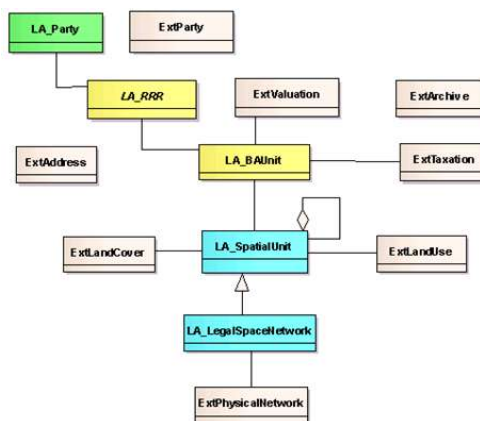 LA_Party
ExtParty
LA_RRR
ExtValuation
ExtArchive
LA_BAUnit
ExtTaxation
ExtAddress
LA_SpatialUnit
ExtLandCover
ExtLandUse
LA_LegalSpaceNetwork
ExtPhysicalNetwork